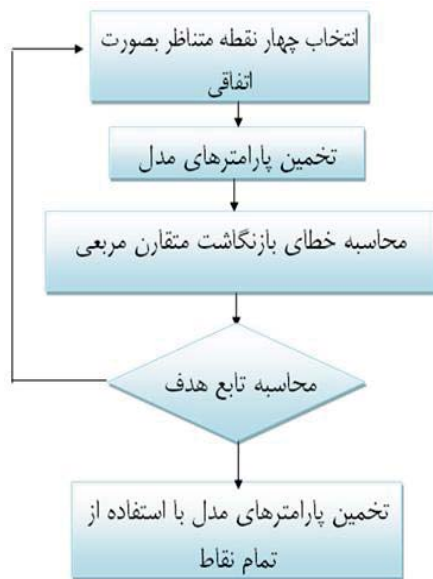 انتخاب چهار نقطه متناظر بصورت
اتفاقی
تخمین پارامترهای مدل
محاسبه خطای بازنگاشت متقارن مربعی
محاسبه تابع هدف
تخمین پارامترهای مدل با استفاده از
تمام نقاط